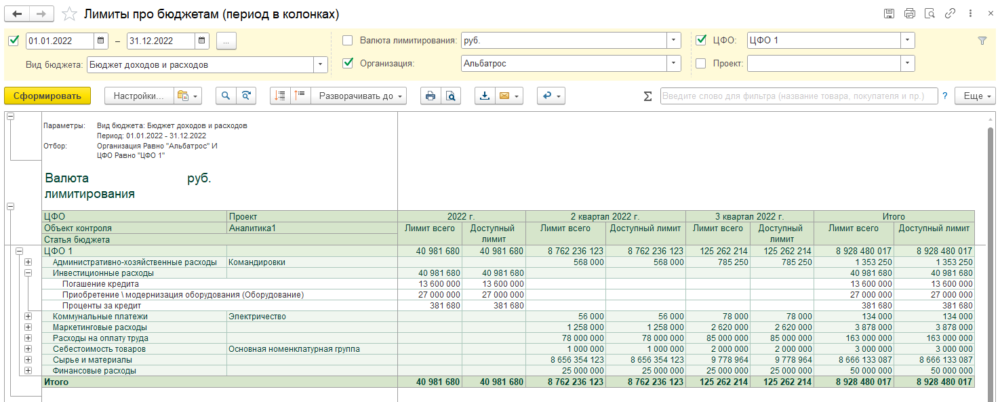 Лимиты про бюджетам (период в колонках)
01.01.2022 – 31.12.2022 ... Валюта лимитирования: руб. ЦФО: ЦФО 1
Вид бюджета: Бюджет доходов и расходов Организация: Альбатрос Проект:
Сформировать Настройки... Разворачивать до Σ Введите слово для фильтра (название товара, покупателя и пр.) ? Еще
Параметры: Вид бюджета: Бюджет доходов и расходов
Период: 01.01.2022 - 31.12.2022
Отбор: Организация Равно "Альбатрос" И
ЦФО Равно "ЦФО 1"
Валюта руб.
лимитирования
ЦФО Проект 2022 г. 2 квартал 2022 г. 3 квартал 2022 г. Итого
Объект контроля Аналитика1 Лимит всего Доступный Лимит всего Доступный лимит Лимит всего Доступный Лимит всего Доступный лимит
Статья бюджета лимит лимит
ЦФО 1 40 981 680 40 981 680 8 762 236 123 8 762 236 123 125 262 214 125 262 214 8 928 480 017 8 928 480 017
Административно-хозяйственные расходы Командировки 568 000 568 000 785 250 785 250 1 353 250 1 353 250
Инвестиционные расходы 40 981 680 40 981 680 40 981 680 40 981 680
Погашение кредита 13 600 000 13 600 000 13 600 000 13 600 000
Приобретение \ модернизация оборудования (Оборудование) 27 000 000 27 000 000 27 000 000 27 000 000
Проценты за кредит 381 680 381 680 381 680 381 680
Коммунальные платежи Электричество 56 000 56 000 78 000 78 000 134 000 134 000
Маркетинговые расходы 1 258 000 1 258 000 2 620 000 2 620 000 3 878 000 3 878 000
Расходы на оплату труда 78 000 000 78 000 000 85 000 000 85 000 000 163 000 000 163 000 000
Себестоимость товаров Основная номенклатурная группа 1 000 000 1 000 000 2 000 000 2 000 000 3 000 000 3 000 000
Сырье и материалы 8 656 354 123 8 656 354 123 9 778 964 9 778 964 8 666 133 087 8 666 133 087
Финансовые расходы 25 000 000 25 000 000 25 000 000 25 000 000 50 000 000 50 000 000
Итого 40 981 680 40 981 680 8 762 236 123 8 762 236 123 125 262 214 125 262 214 8 928 480 017 8 928 480 017